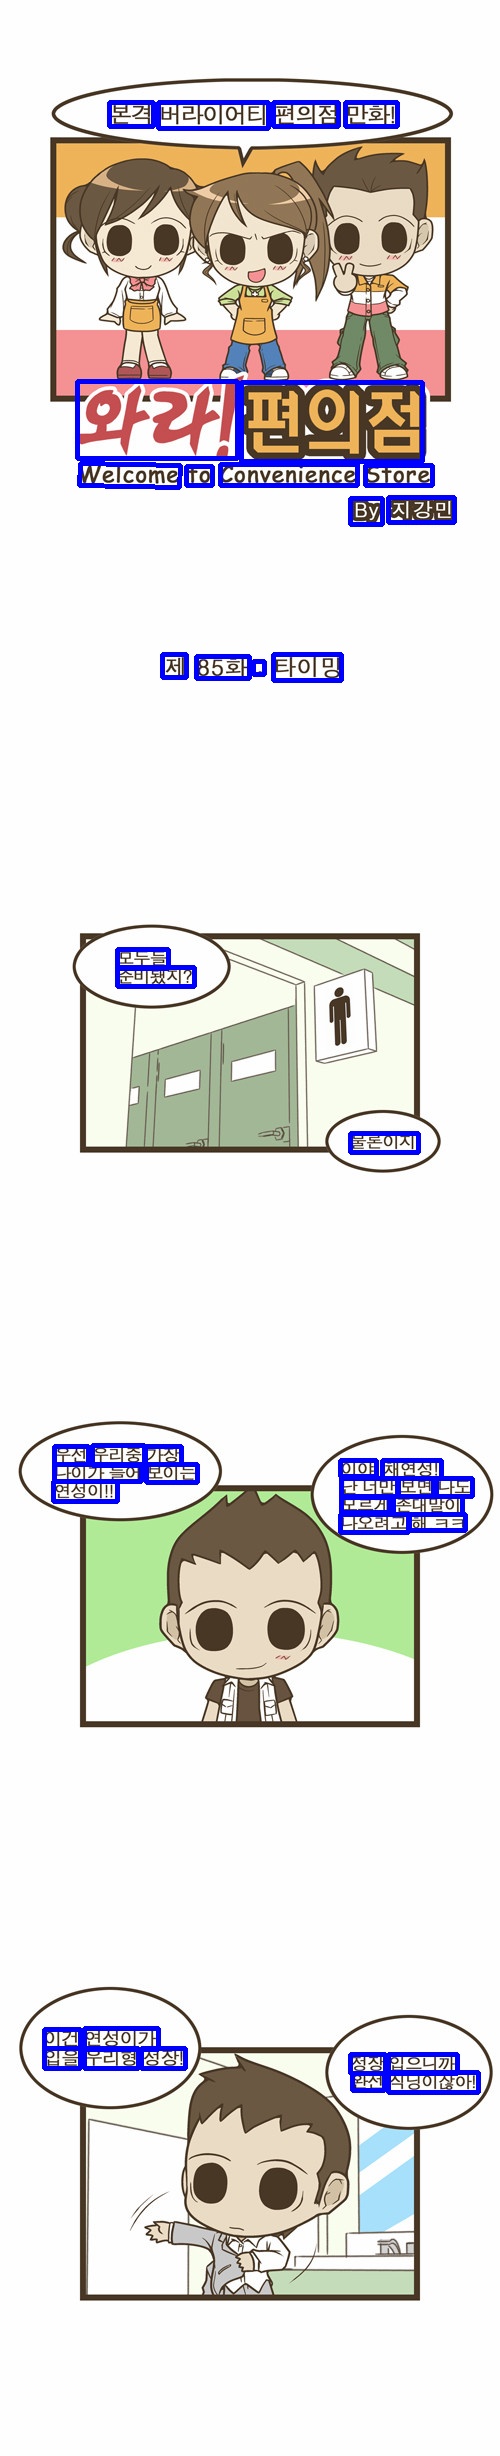 본격 버라이어티 편의점 만화!
와라! 편의점
Welcome to Convenience Store
By 지강민
제 85화. 타이밍
모두들
준비됐지?
물론이지
우선 우리중 가장
나이가 들어 보이는
연성이!!
이야 채연성!
난 너만 보면 나도
모르게 존대말이
나오려고 해 ㅋㅋ
이건 연성이가
입을 우리형 정장!
정장 입으니까
완전 직딩이잖아!